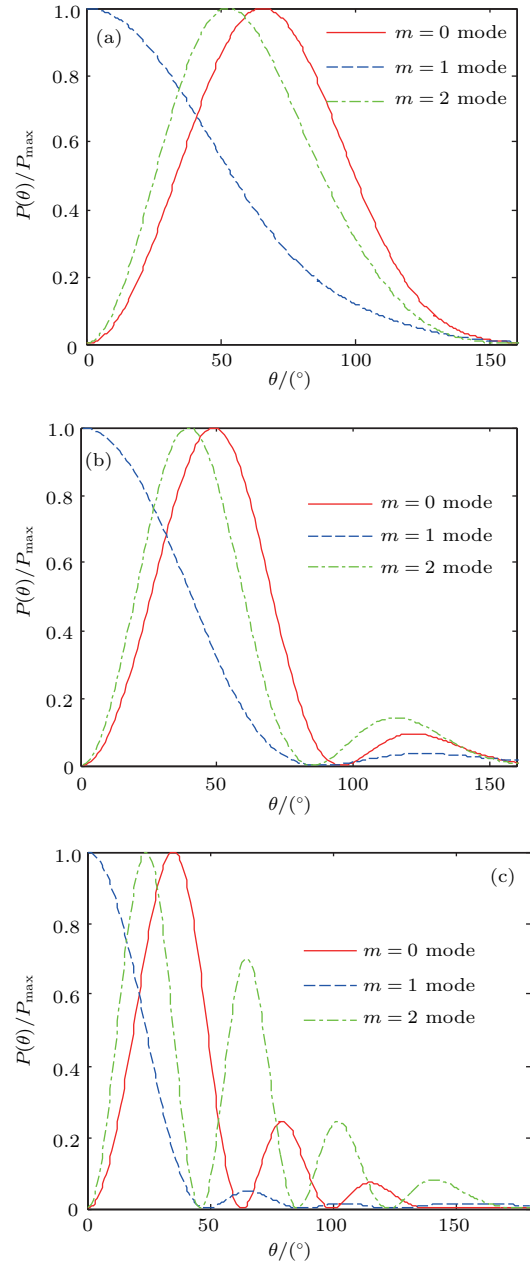 (a)
m = 0 mode
m = 1 mode
m = 2 mode
1.0
0.8
0.6
0.4
0.2
0
P(θ)/Pmax
0 50 100 150
θ/(°)
(b)
m = 0 mode
m = 1 mode
m = 2 mode
1.0
0.8
0.6
0.4
0.2
0
P(θ)/Pmax
0 50 100 150
θ/(°)
(c)
m = 0 mode
m = 1 mode
m = 2 mode
1.0
0.8
0.6
0.4
0.2
0
P(θ)/Pmax
0 50 100 150
θ/(°)